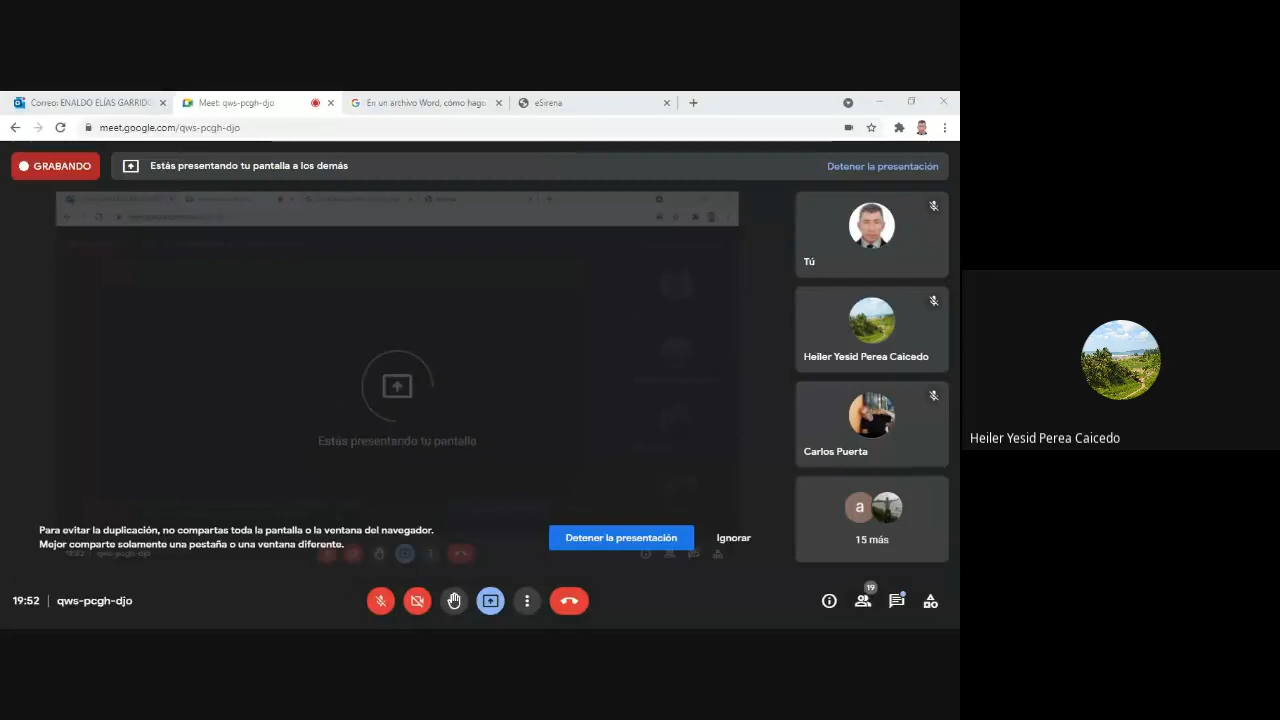 Correo: ENALDO ELÍAS GARRIDO
Meet: qws-pcgh-djo
En un archivo Word, cómo hago
eSirena
meet.google.com/qws-pcgh-djo
GRABANDO
Estás presentando tu pantalla a los demás
Detener la presentación
Tú
Heiler Yesid Perea Caicedo
Estás presentando tu pantalla
Carlos Puerta
a
15 más
Para evitar la duplicación, no compartas toda la pantalla o la ventana del navegador.
Mejor comparte solamente una pestaña o una ventana diferente.
Detener la presentación
Ignorar
19:52
qws-pcgh-djo
19
Heiler Yesid Perea Caicedo